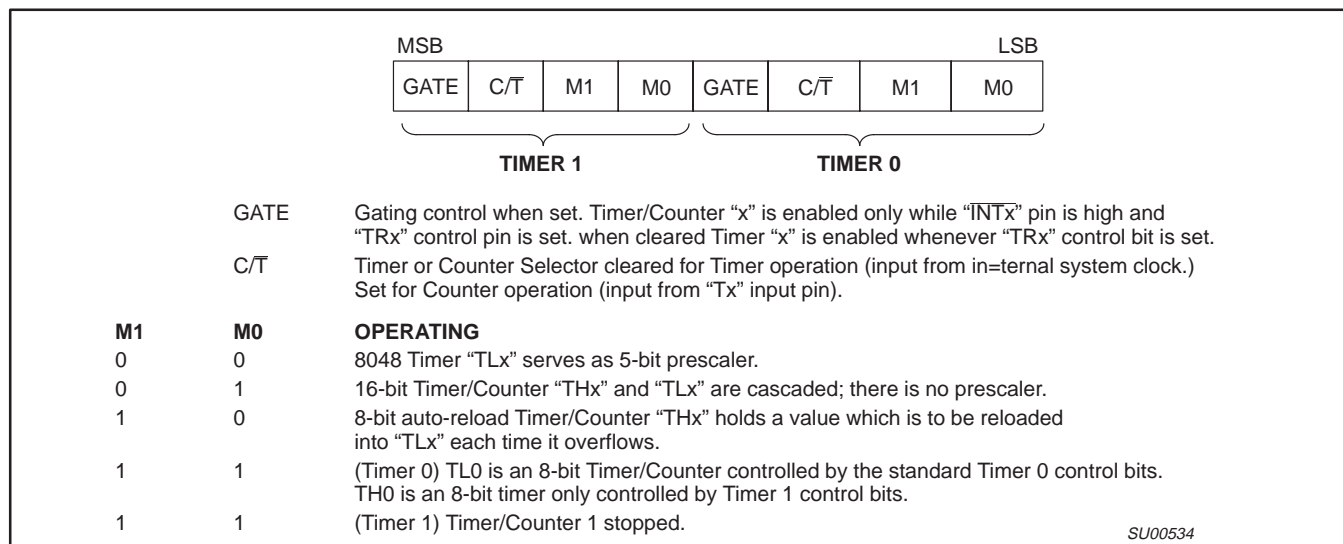 MSB LSB
GATE C/T̅ M1 M0 GATE C/T̅ M1 M0
TIMER 1 TIMER 0
GATE Gating control when set. Timer/Counter “x” is enabled only while “I̅N̅T̅x̅” pin is high and
“TRx” control pin is set. when cleared Timer “x” is enabled whenever “TRx” control bit is set.
C/T̅ Timer or Counter Selector cleared for Timer operation (input from in=ternal system clock.)
Set for Counter operation (input from “Tx” input pin).
M1 M0 OPERATING
0 0 8048 Timer “TLx” serves as 5-bit prescaler.
0 1 16-bit Timer/Counter “THx” and “TLx” are cascaded; there is no prescaler.
1 0 8-bit auto-reload Timer/Counter “THx” holds a value which is to be reloaded
into “TLx” each time it overflows.
1 1 (Timer 0) TL0 is an 8-bit Timer/Counter controlled by the standard Timer 0 control bits.
TH0 is an 8-bit timer only controlled by Timer 1 control bits.
1 1 (Timer 1) Timer/Counter 1 stopped.
SU00534